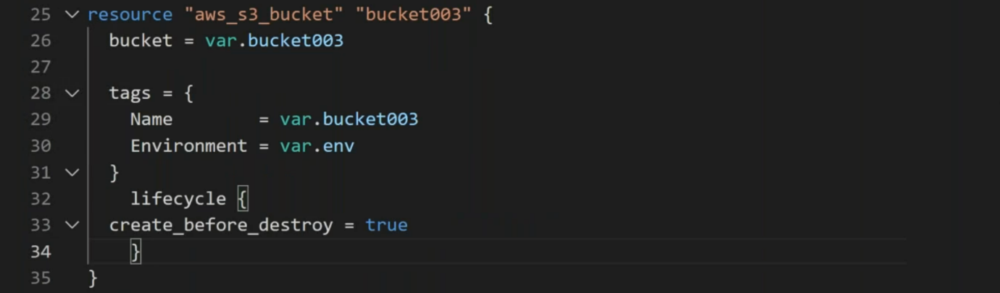 25 resource "aws_s3_bucket" "bucket003" {
26   bucket = var.bucket003
27
28   tags = {
29     Name        = var.bucket003
30     Environment = var.env
31   }
32     lifecycle {
33   create_before_destroy = true
34     }
35 }